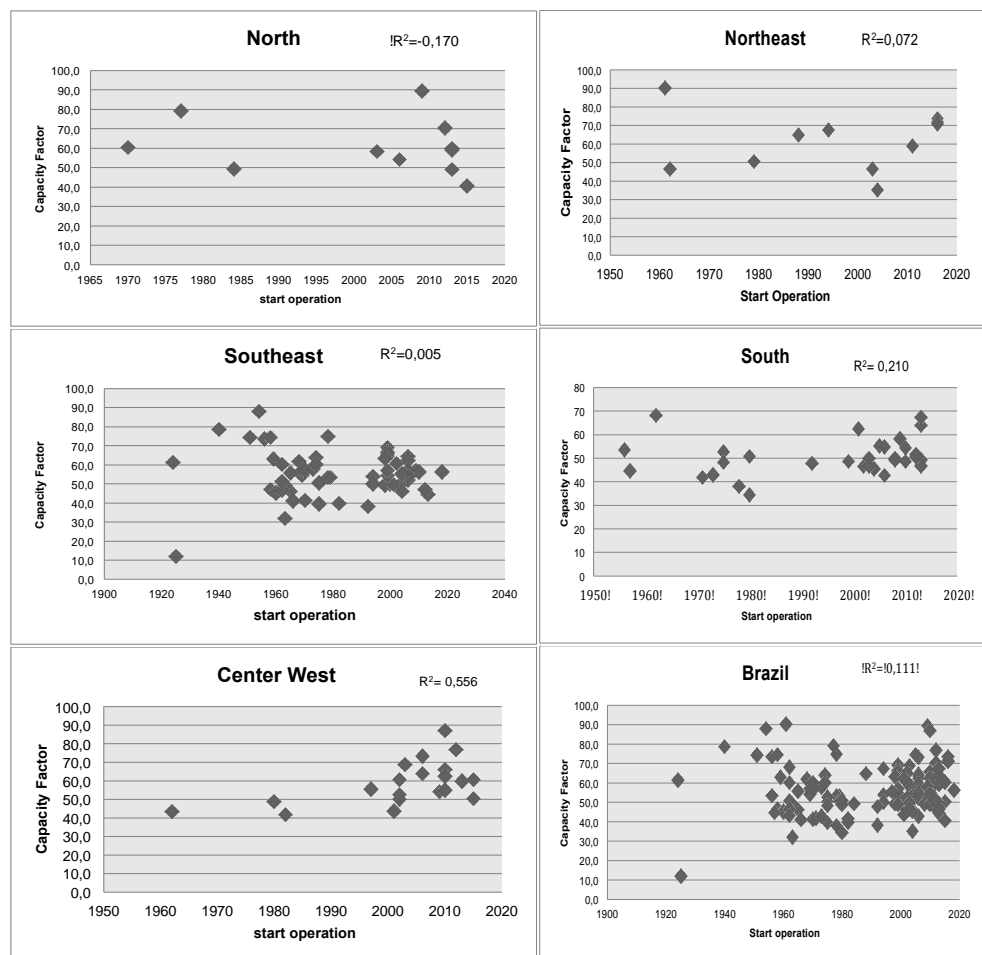 North
!R²=-0,170
Capacity Factor
100,0
90,0
80,0
70,0
60,0
50,0
40,0
30,0
20,0
10,0
0,0
1965 1970 1975 1980 1985 1990 1995 2000 2005 2010 2015 2020
start operation
Northeast
R²=0,072
Capacity Factor
100,0
90,0
80,0
70,0
60,0
50,0
40,0
30,0
20,0
10,0
0,0
1950 1960 1970 1980 1990 2000 2010 2020
Start Operation
Southeast
R²=0,005
Capacity Factor
100,0
90,0
80,0
70,0
60,0
50,0
40,0
30,0
20,0
10,0
0,0
1900 1920 1940 1960 1980 2000 2020 2040
start operation
South
R²= 0,210
Capacity Factor
80
70
60
50
40
30
20
10
0
1950! 1960! 1970! 1980! 1990! 2000! 2010! 2020!
Start operation
Center West
R²= 0,556
Capacity Factor
100,0
90,0
80,0
70,0
60,0
50,0
40,0
30,0
20,0
10,0
0,0
1950 1960 1970 1980 1990 2000 2010 2020
start operation
Brazil
!R²=!0,111!
Capacity Factor
100,0
90,0
80,0
70,0
60,0
50,0
40,0
30,0
20,0
10,0
0,0
1900 1920 1940 1960 1980 2000 2020
Start operation